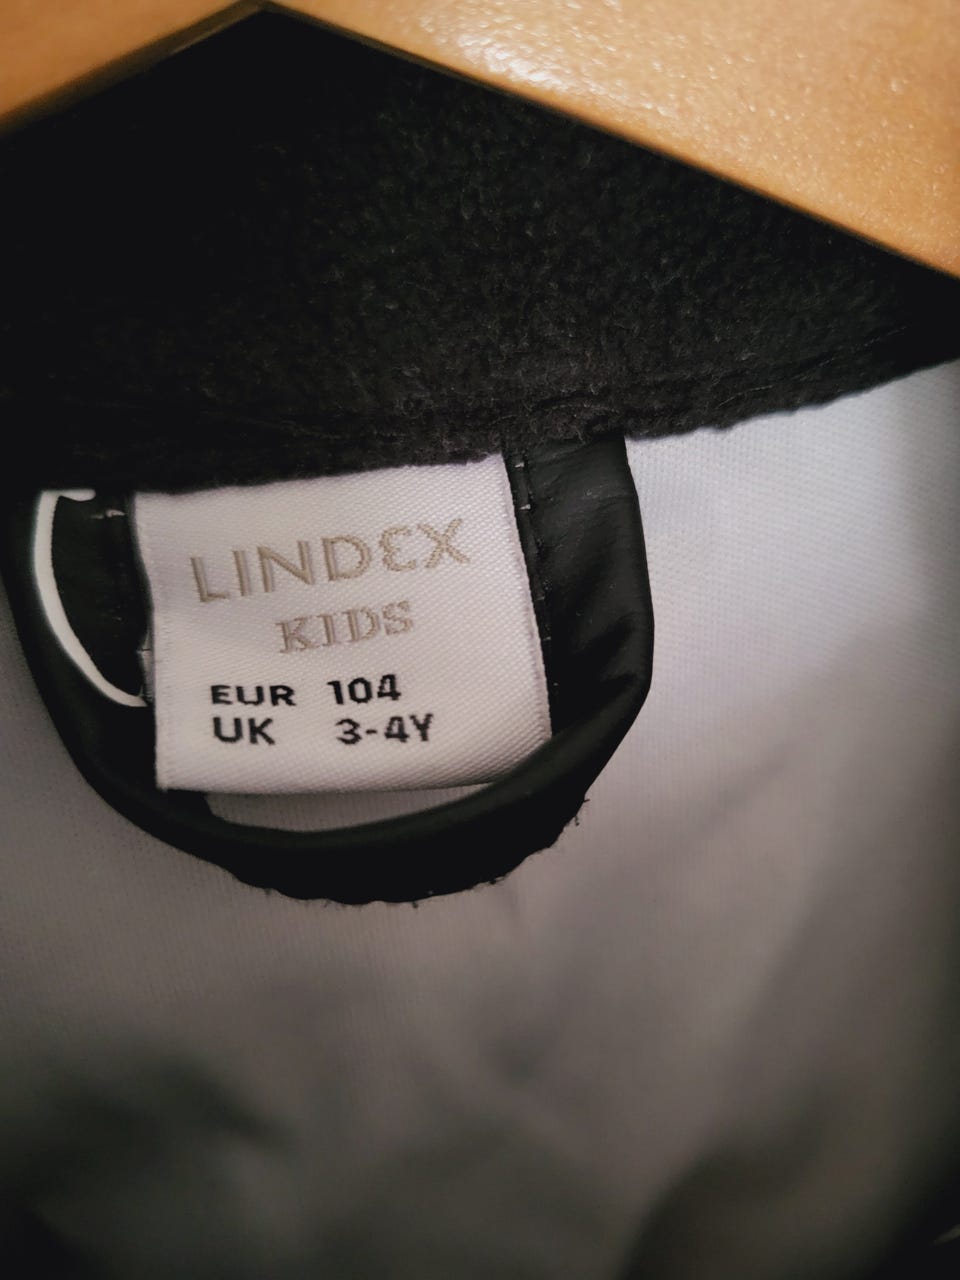 LINDEX
KIDS
EUR 104
UK 3-4Y